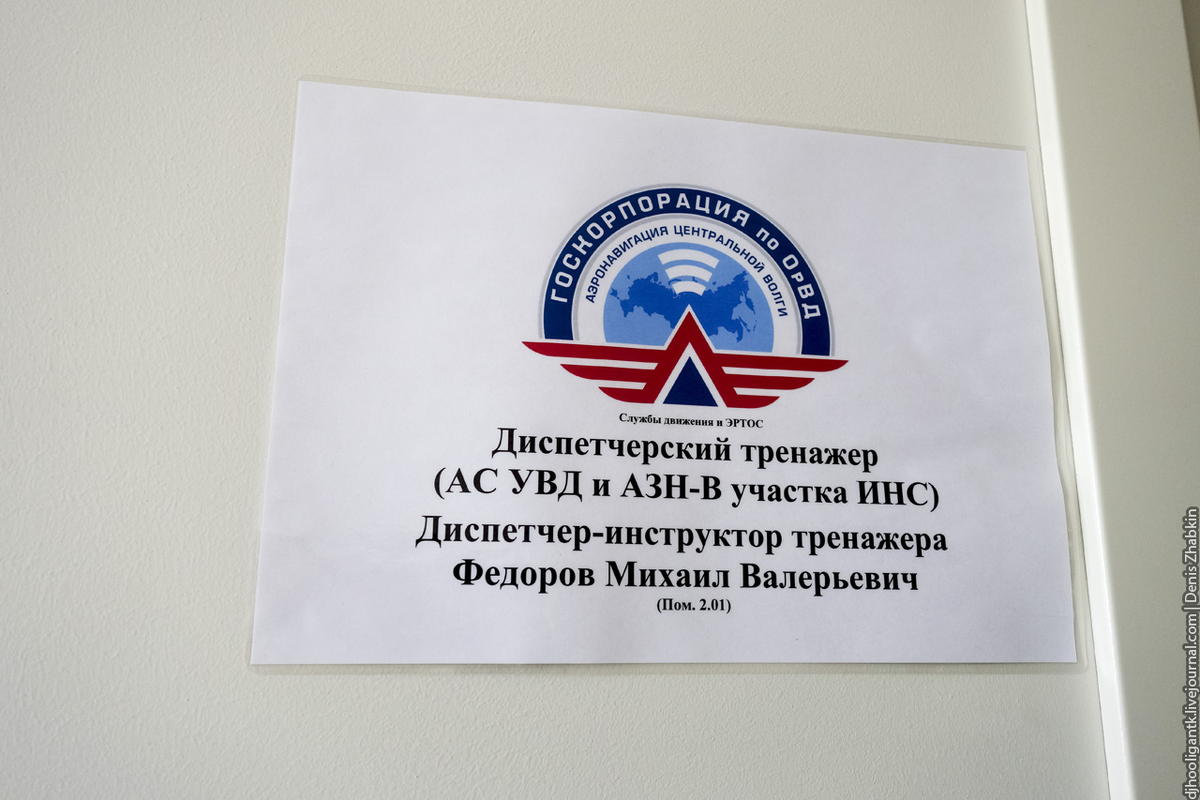 ГОСКОРПОРАЦИЯ по ОрВД
АЭРОНАВИГАЦИЯ ЦЕНТРАЛЬНОЙ ВОЛГИ
Службы движения и ЭРТОС
Диспетчерский тренажер
(АС УВД и АЗН-В участка ИНС)
Диспетчер-инструктор тренажера
Федоров Михаил Валерьевич
(Пом. 2.01)
djhooligantk.livejournal.com | Denis Zhabkin